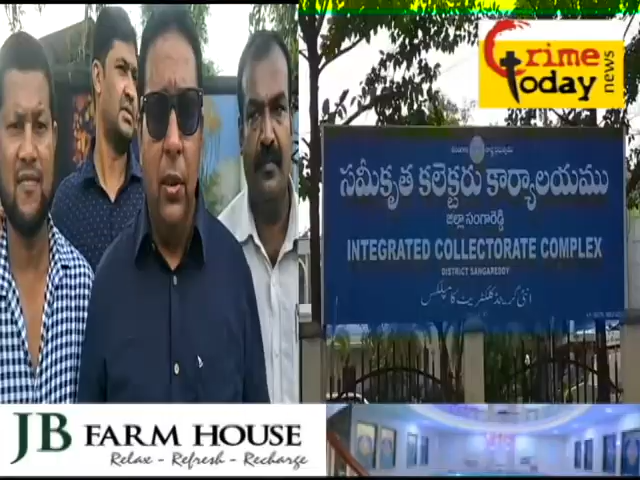 Crime
Today
news
సమీకృత కలెక్టరు కార్యాలయము
జిల్లా సంగారెడ్డి
INTEGRATED COLLECTORATE COMPLEX
DISTRICT SANGAREDDY
JB FARM HOUSE
Relax - Refresh - Recharge